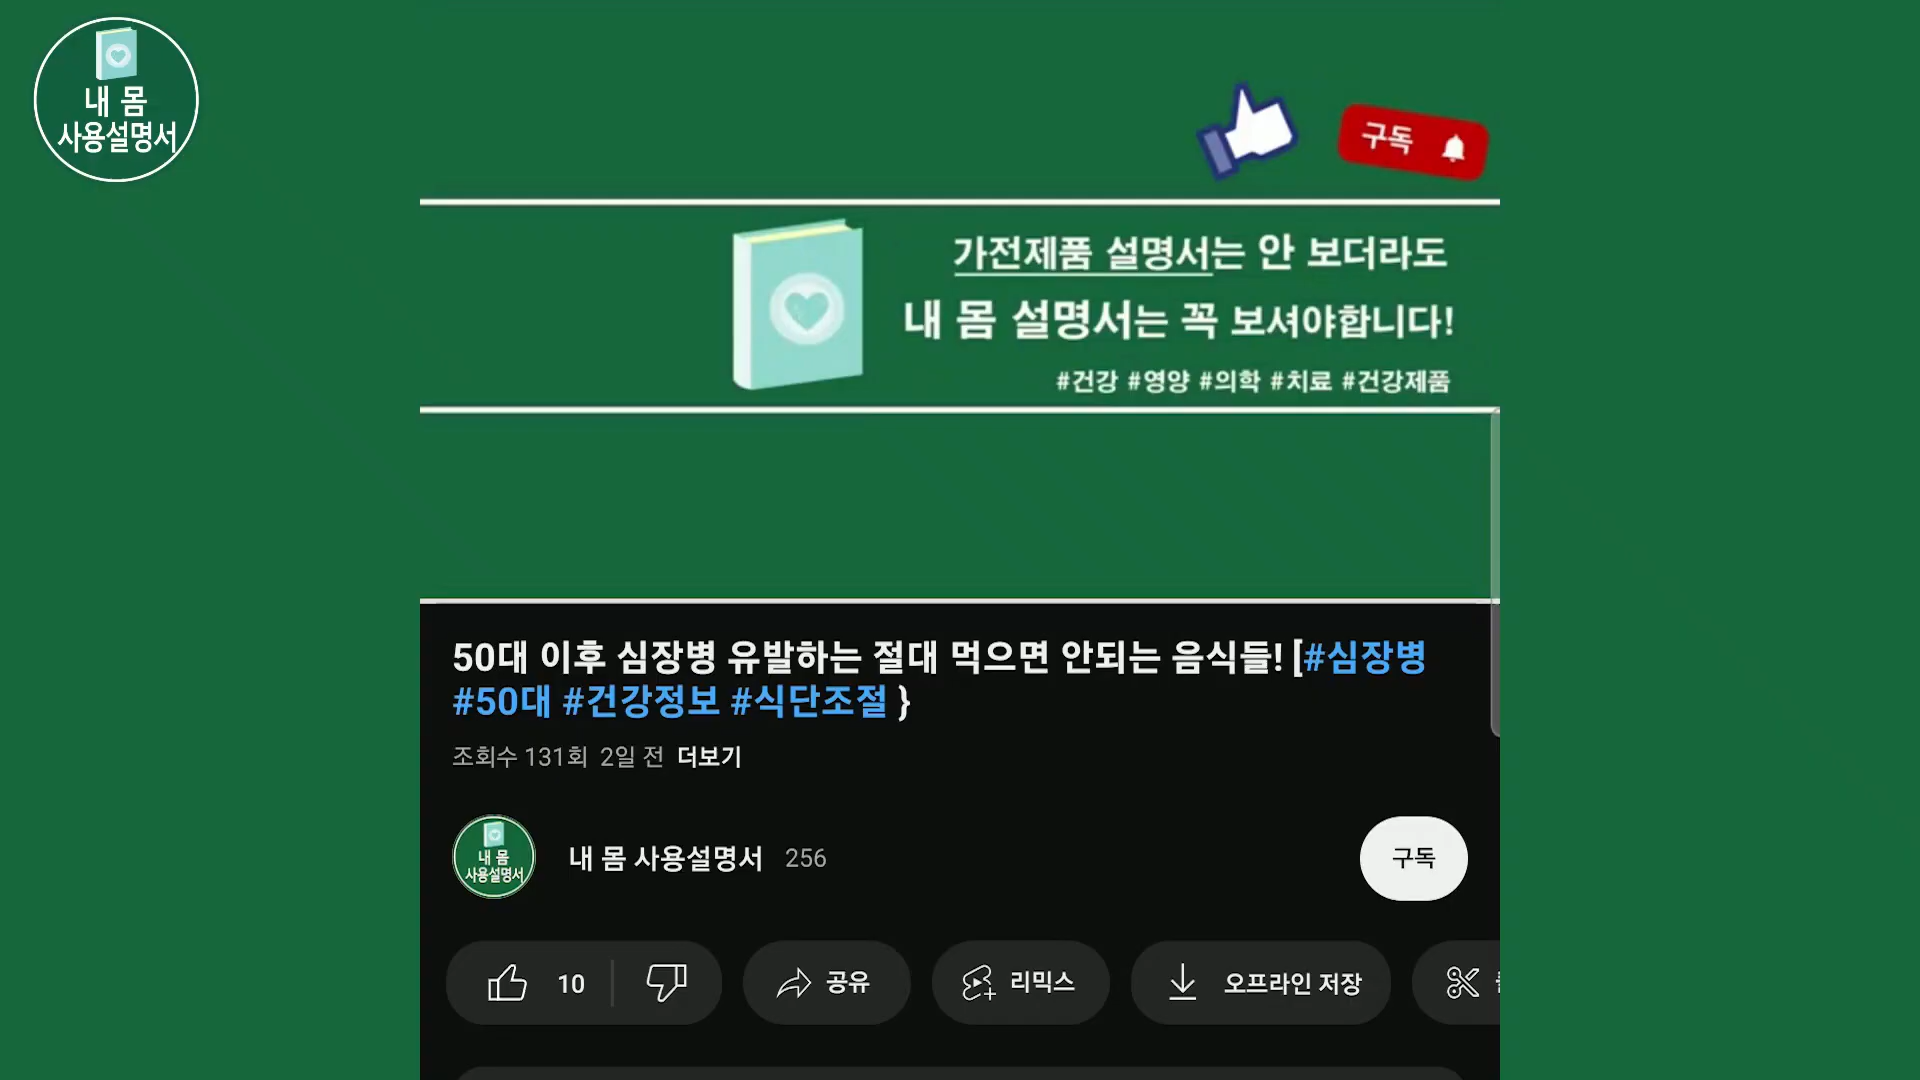 내 몸
사용설명서
구독
가전제품 설명서는 안 보더라도
내 몸 설명서는 꼭 보셔야합니다!
#건강 #영양 #의학 #치료 #건강제품
50대 이후 심장병 유발하는 절대 먹으면 안되는 음식들! [#심장병
#50대 #건강정보 #식단조절 }
조회수 131회 2일 전 더보기
내 몸
사용설명서
내 몸 사용설명서 256
구독
10
공유
리믹스
오프라인 저장